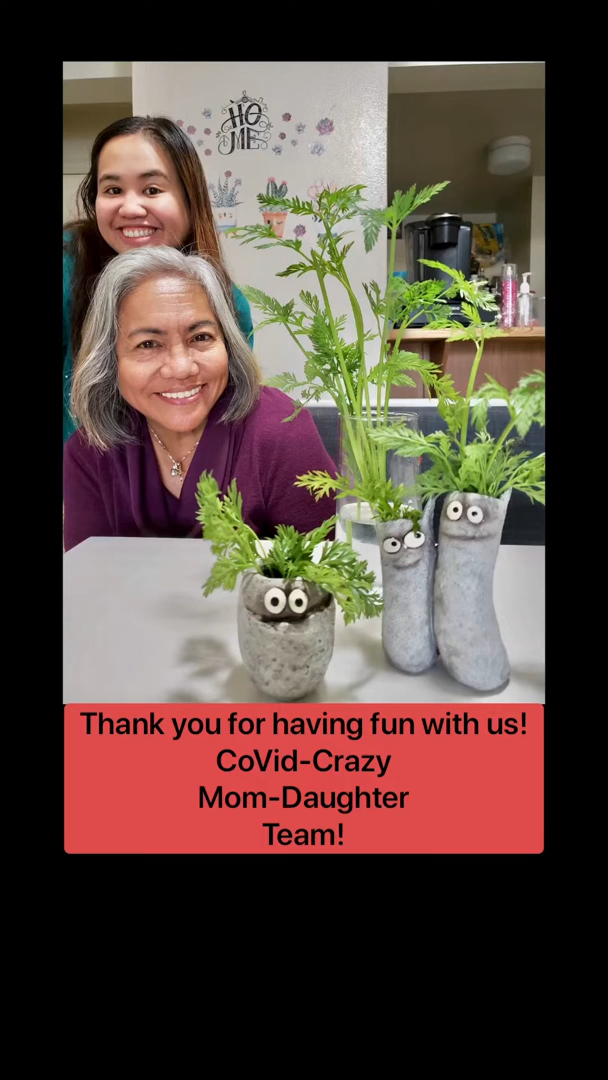 HO
ME
Thank you for having fun with us!
CoVid-Crazy
Mom-Daughter
Team!